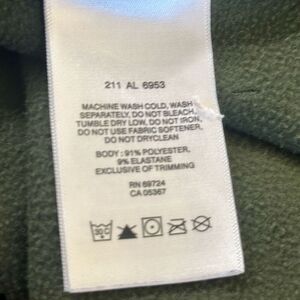 211 AL 6953
MACHINE WASH COLD, WASH
SEPARATELY, DO NOT BLEACH,
TUMBLE DRY LOW, DO NOT IRON,
DO NOT USE FABRIC SOFTENER,
DO NOT DRYCLEAN
BODY : 91% POLYESTER,
9% ELASTANE
EXCLUSIVE OF TRIMMING
RN 69724
CA 05367
30°C